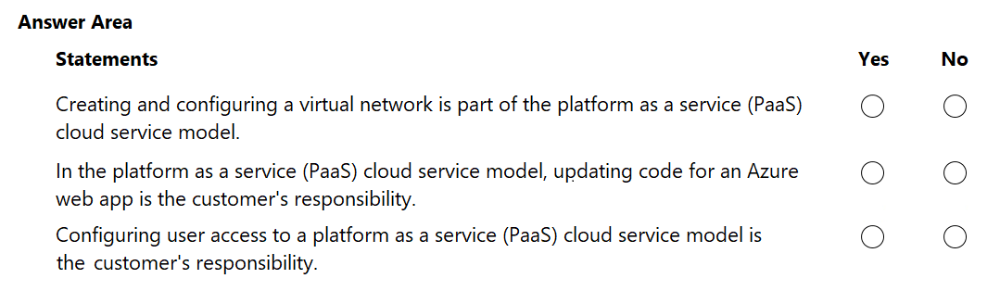 Answer Area
Statements Yes No
Creating and configuring a virtual network is part of the platform as a service (PaaS)
cloud service model.
In the platform as a service (PaaS) cloud service model, updating code for an Azure
web app is the customer's responsibility.
Configuring user access to a platform as a service (PaaS) cloud service model is
the customer's responsibility.